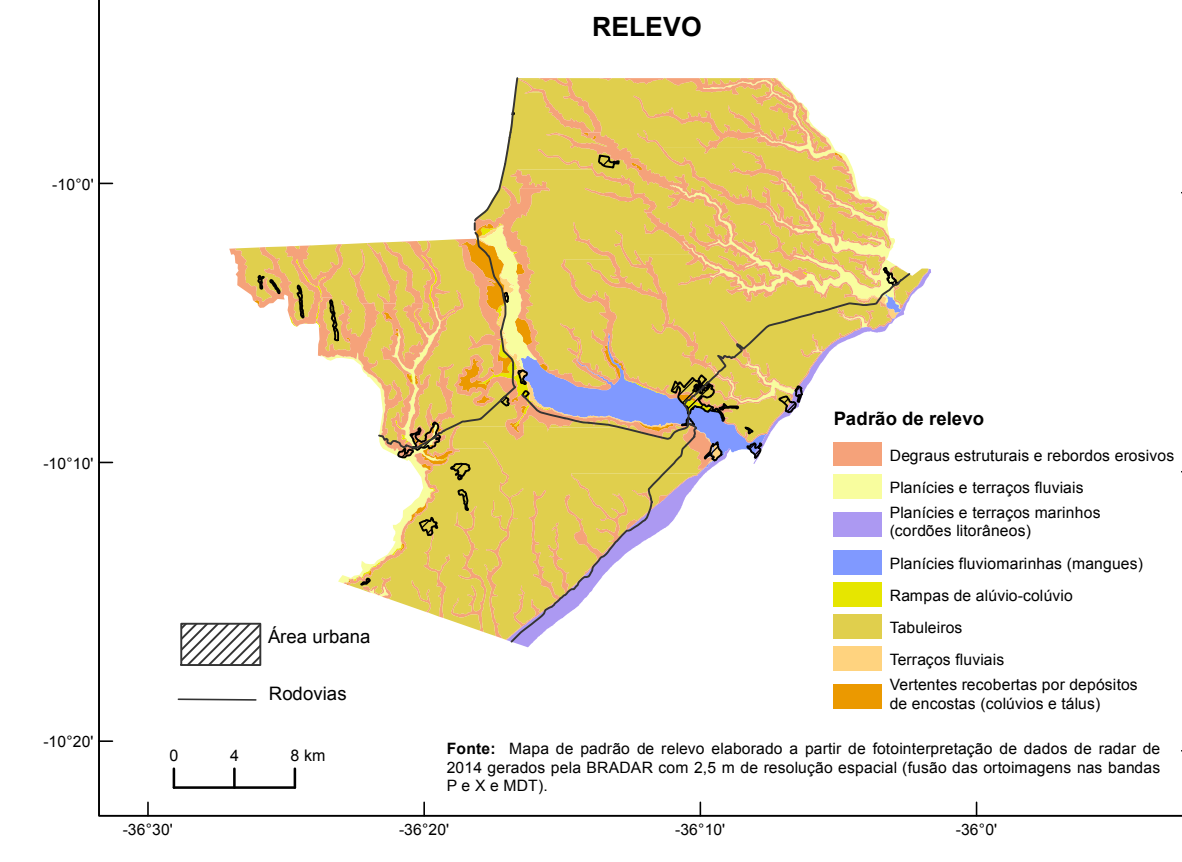 RELEVO
-10°0'
-10°10'
-10°20'
Padrão de relevo
Degraus estruturais e rebordos erosivos
Planícies e terraços fluviais
Planícies e terraços marinhos
(cordões litorâneos)
Planícies fluviomarinhas (mangues)
Rampas de alúvio-colúvio
Tabuleiros
Terraços fluviais
Vertentes recobertas por depósitos
de encostas (colúvios e tálus)
Área urbana
Rodovias
0 4 8 km
Fonte: Mapa de padrão de relevo elaborado a partir de fotointerpretação de dados de radar de
2014 gerados pela BRADAR com 2,5 m de resolução espacial (fusão das ortoimagens nas bandas
P e X e MDT).
-36°30' -36°20' -36°10' -36°0'